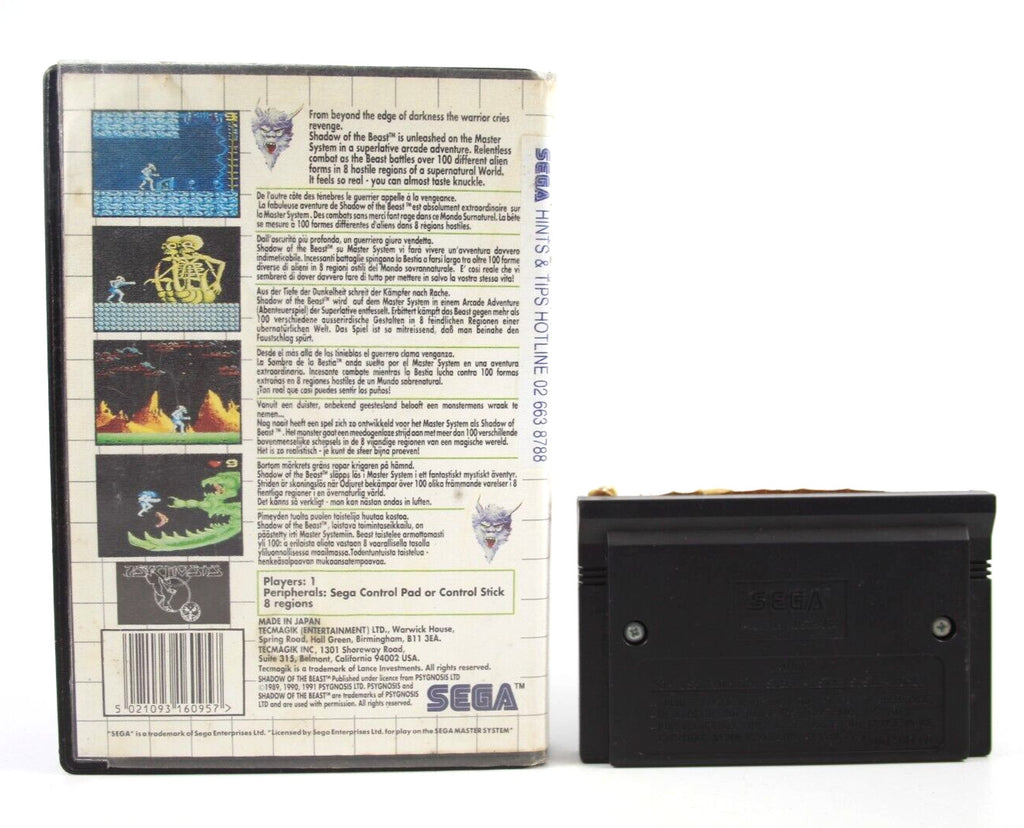 From beyond the edge of darkness the warrior cries
revenge.
Shadow of the Beast™ is unleashed on the Master
System in a superlative arcade adventure. Relentless
combat as the Beast battles over 100 different alien
forms in 8 hostile regions of a supernatural World.
It feels so real - you can almost taste knuckle.
De l'autre côte des ténebres le guerrier appelle à la vengeance.
La fabuleuse aventure de Shadow of the Beast™ est absolument extraordinaire sur
la Master System. Des combats sans merci font rage dans ce Mondo Surnaturel. La bète
se mesure à 100 formes differentes d'aliens dans 8 régions hostiles.
Dall'oscurità più profonda, un guerriero giura vendetta.
Shadow of the Beast™ su Master System vi farà vivere un'avventura davvero
indimeticabile. Incessanti battaglie spingono la Bestia a farsi largo tra oltre 100 forme
diverse di alieni in 8 regioni ostili del Mondo sovrannaturale. E' cosi reale che vi
sembrerà di dover davvero fare di tutto per mettere in salvo la vostra stessa vita!
Aus der Tiefe der Dunkelheit schreit der Kämpfer nach Rache.
Shadow of the Beast™ wird auf dem Master System in einem Arcade Adventure
(Abenteuerspiel) der Superlative entfesselt. Erbittert kämpft das Beast gegen mehr als
100 verschiedene ausserirdische Gestalten in 8 feindlichen Regionen einer
übernatürlichen Welt. Das Spiel ist so mitreissend, daß man beinahe den
Faustschlag spürt.
Desde el más allá de las tinieblas el guerrero clama venganza.
La Sombra de la Bestia™ anda suelta por el Master System en una aventura
extraordinaria. Incesante combate mientras la Bestia lucha contra 100 formas
extrañas en 8 regiones hostiles de un Mundo sobrenatural.
¡Tan real que casi puedes sentir los puños!
Vanuit een duister, onbekend geestesland belooft een monstermens wraak te
nemen...
Nog nooit heeft een spel zich zo ontwikkeld voor het Master System als Shadow of
Beast™. Het monster gaat een meedogenloze strijd aan met meer dan 100 verschillende
bovenmenselijke schepsels in de 8 vijandige regionen van een magische wereld.
Het is zo realistisch - je kunt de sfeer bijna proeven!
Bortom mörkrets gräns ropar krigaren på hämnd.
Shadow of the Beast™ släpps lös i Master System i ett fantastiskt mystiskt äventyr.
Striden är skoningslös när Odjuret bekämpar över 100 olika främmande varelser i 8
fientliga regioner i en övernaturlig värld.
Det känns så verkligt - man kan nästan andas in luften.
Pimeyden tuolta puolen taistelija huutaa kostoa.
Shadow of the Beast™, loistava toimintaseikkailu, on
päästetty irti Master Systemiin. Beast taistelee armottomasti
yli 100:a erilaista oliota vastaan 8 vaarallisella tasolla
yliluonnollisessa maailmassa. Todentuntuista taistelua -
henkeäsalpaavan mukaansatempaavaa.
PSYGNOSIS
Players: 1
Peripherals: Sega Control Pad or Control Stick
8 regions
MADE IN JAPAN
TECMAGIK (ENTERTAINMENT) LTD., Warwick House,
Spring Road, Hall Green, Birmingham, B11 3EA.
TECMAGIK INC, 1301 Shoreway Road,
Suite 315, Belmont, California 94002 USA.
Tecmagik is a trademark of Lance Investments. All rights reserved.
SHADOW OF THE BEAST™ Published under licence from PSYGNOSIS LTD
©1989, 1990, 1991 PSYGNOSIS LTD. PSYGNOSIS and
SHADOW OF THE BEAST™ are trademarks of PSYGNOSIS
LTD and are used with permission. All rights reserved.
SEGA™
5 021093 160957 >
"SEGA" is a trademark of Sega Enterprises Ltd. "Licensed by Sega Enterprises Ltd. for play on the SEGA MASTER SYSTEM"
SEGA HINTS & TIPS HOTLINE 02 663 8788
SEGA